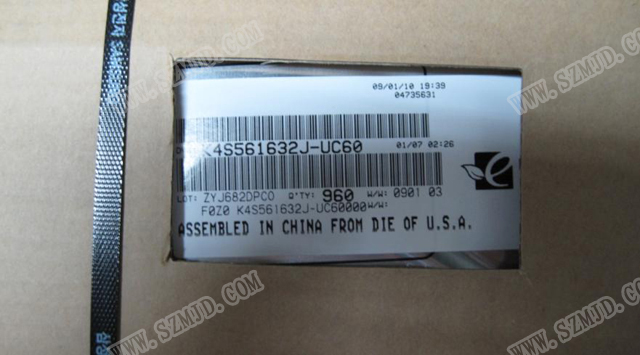 09/01/10 19:39
04735631
K4S561632J-UC60
01/07 02:26
LOT: ZYJ682DPCO Q'TY: 960 W/W: 0901 03
F0Z0 K4S561632J-UC60000 W/W:
ASSEMBLED IN CHINA FROM DIE OF U.S.A.
WWW.SZMJD.COM
WWW.SZMJD.COM
WWW.SZMJD.COM
WWW.SZMJD.COM